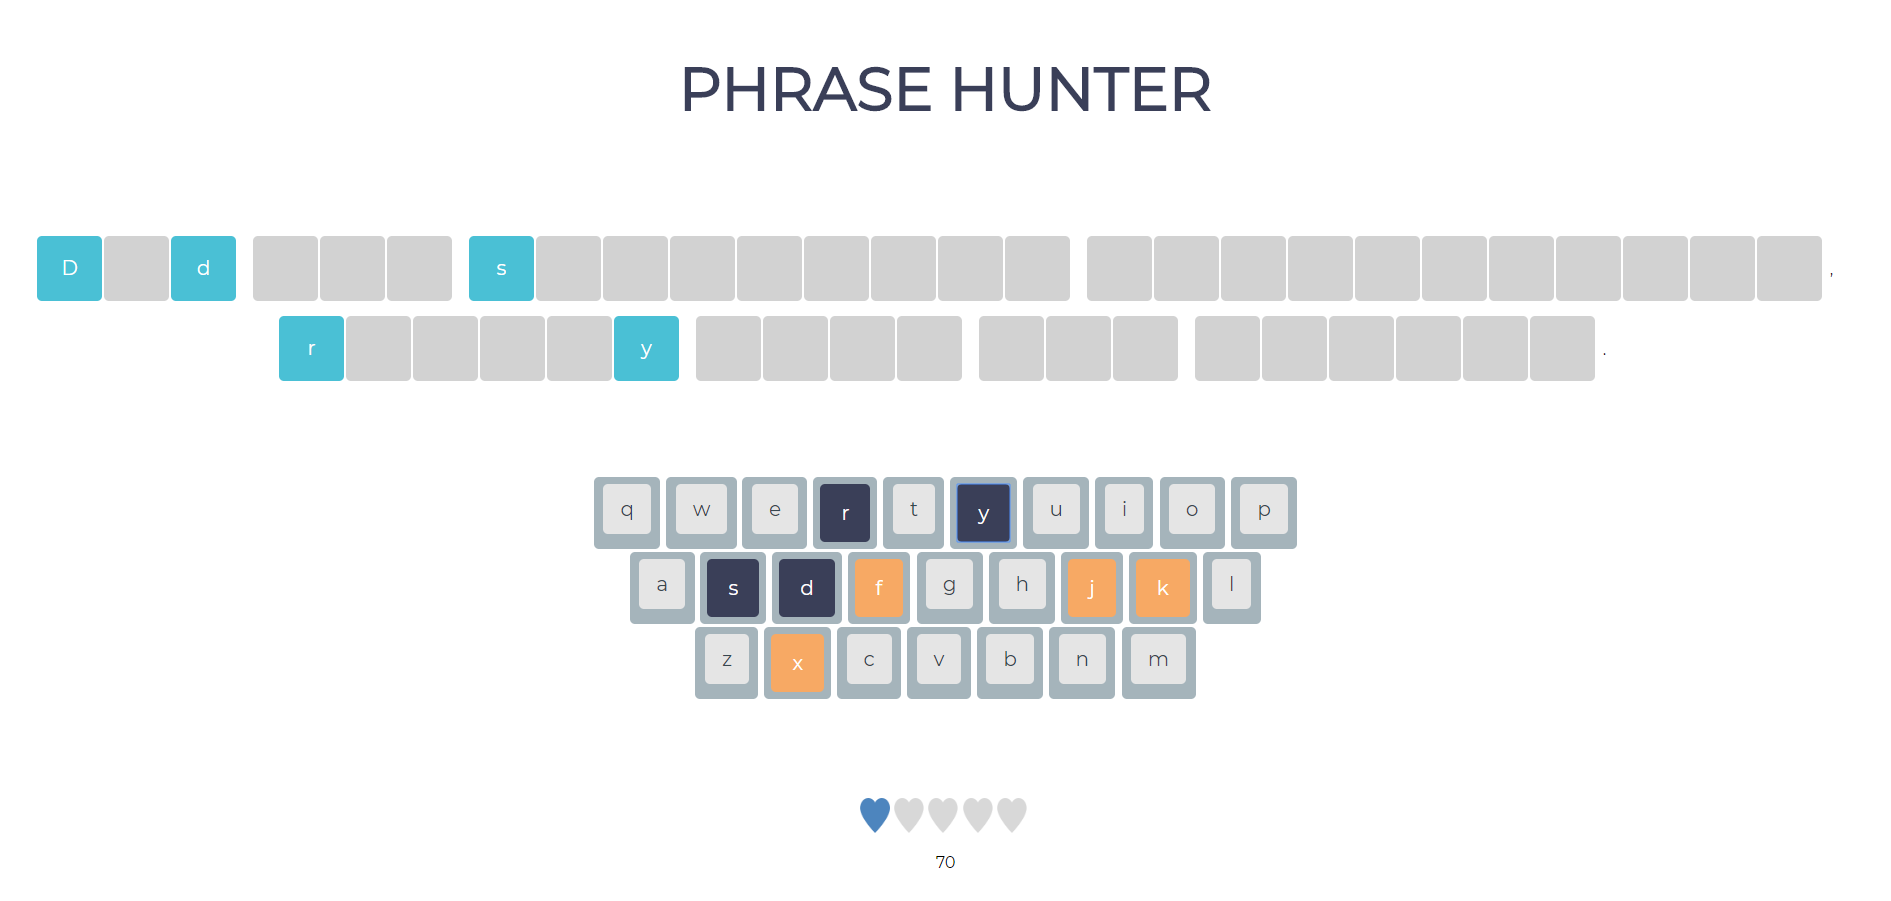 PHRASE HUNTER
D d s ,
r y .
q w e r t y u i o p
a s d f g h j k l
z x c v b n m
70